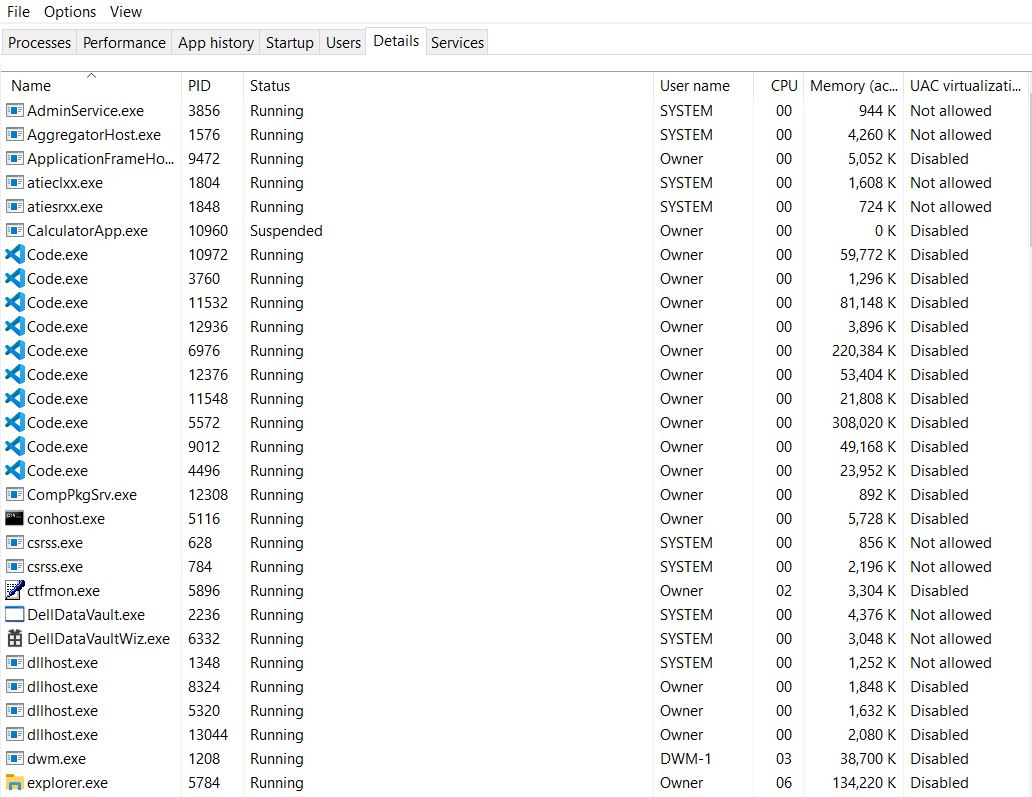 File Options View
Processes Performance App history Startup Users Details Services
Name PID Status User name CPU Memory (ac... UAC virtualizati...
AdminService.exe 3856 Running SYSTEM 00 944 K Not allowed
AggregatorHost.exe 1576 Running SYSTEM 00 4,260 K Not allowed
ApplicationFrameHo... 9472 Running Owner 00 5,052 K Disabled
atieclxx.exe 1804 Running SYSTEM 00 1,608 K Not allowed
atiesrxx.exe 1848 Running SYSTEM 00 724 K Not allowed
CalculatorApp.exe 10960 Suspended Owner 00 0 K Disabled
Code.exe 10972 Running Owner 00 59,772 K Disabled
Code.exe 3760 Running Owner 00 1,296 K Disabled
Code.exe 11532 Running Owner 00 81,148 K Disabled
Code.exe 12936 Running Owner 00 3,896 K Disabled
Code.exe 6976 Running Owner 00 220,384 K Disabled
Code.exe 12376 Running Owner 00 53,404 K Disabled
Code.exe 11548 Running Owner 00 21,808 K Disabled
Code.exe 5572 Running Owner 00 308,020 K Disabled
Code.exe 9012 Running Owner 00 49,168 K Disabled
Code.exe 4496 Running Owner 00 23,952 K Disabled
CompPkgSrv.exe 12308 Running Owner 00 892 K Disabled
conhost.exe 5116 Running Owner 00 5,728 K Disabled
csrss.exe 628 Running SYSTEM 00 856 K Not allowed
csrss.exe 784 Running SYSTEM 00 2,196 K Not allowed
ctfmon.exe 5896 Running Owner 02 3,304 K Disabled
DellDataVault.exe 2236 Running SYSTEM 00 4,376 K Not allowed
DellDataVaultWiz.exe 6332 Running SYSTEM 00 3,048 K Not allowed
dllhost.exe 1348 Running SYSTEM 00 1,252 K Not allowed
dllhost.exe 8324 Running Owner 00 1,848 K Disabled
dllhost.exe 5320 Running Owner 00 1,632 K Disabled
dllhost.exe 13044 Running Owner 00 2,080 K Disabled
dwm.exe 1208 Running DWM-1 03 38,700 K Disabled
explorer.exe 5784 Running Owner 06 134,220 K Disabled